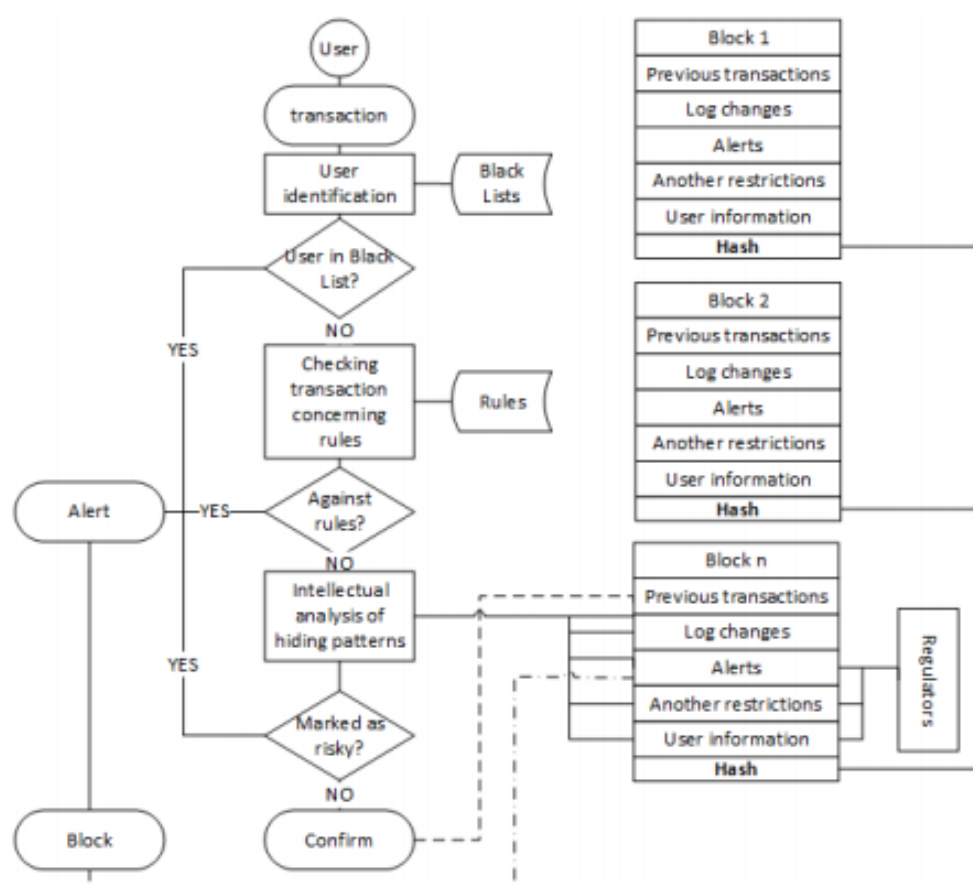 User
transaction
User
identification
Black
Lists
User in Black
List?
NO
YES
Checking
transaction
concerning
rules
Rules
Against
rules?
YES
Alert
NO
Intellectual
analysis of
hiding patterns
YES
Marked as
risky?
NO
Block
Confirm
Block 1
Previous transactions
Log changes
Alerts
Another restrictions
User information
Hash
Block 2
Previous transactions
Log changes
Alerts
Another restrictions
User information
Hash
Block n
Previous transactions
Log changes
Alerts
Another restrictions
User information
Hash
Regulators